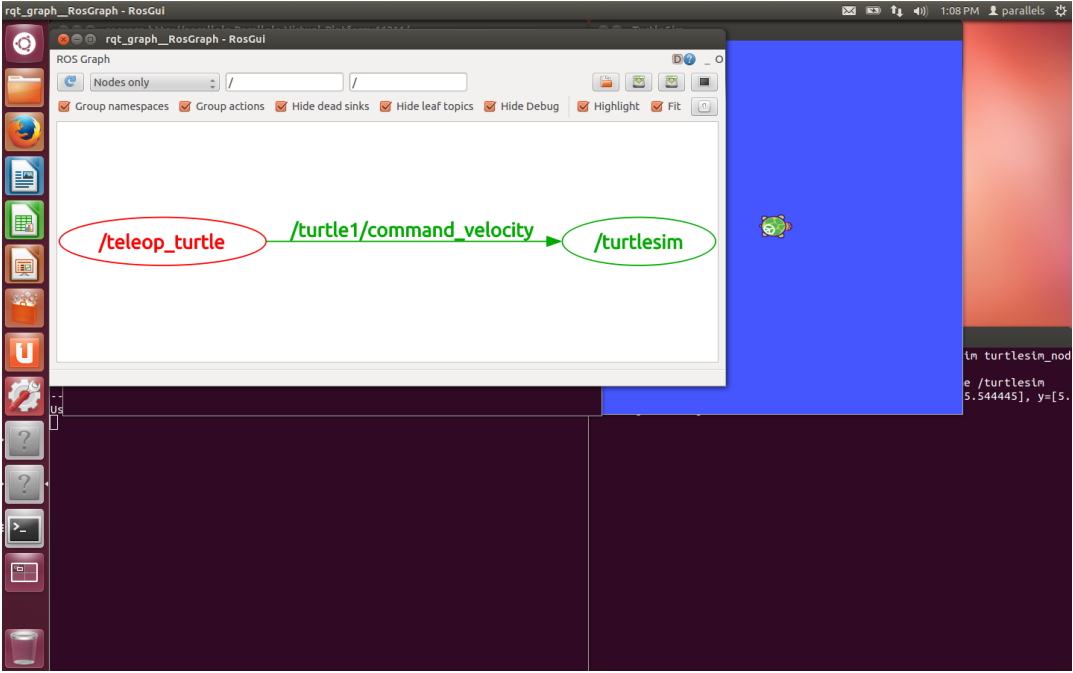 rqt_graph__RosGraph - RosGui
1:08 PM parallels
rqt_graph__RosGraph - RosGui
ROS Graph
D ? _ O
Nodes only / /
Group namespaces Group actions Hide dead sinks Hide leaf topics Hide Debug Highlight Fit
/teleop_turtle /turtle1/command_velocity /turtlesim
im turtlesim_nod
e /turtlesim
5.544445], y=[5.
--
Us